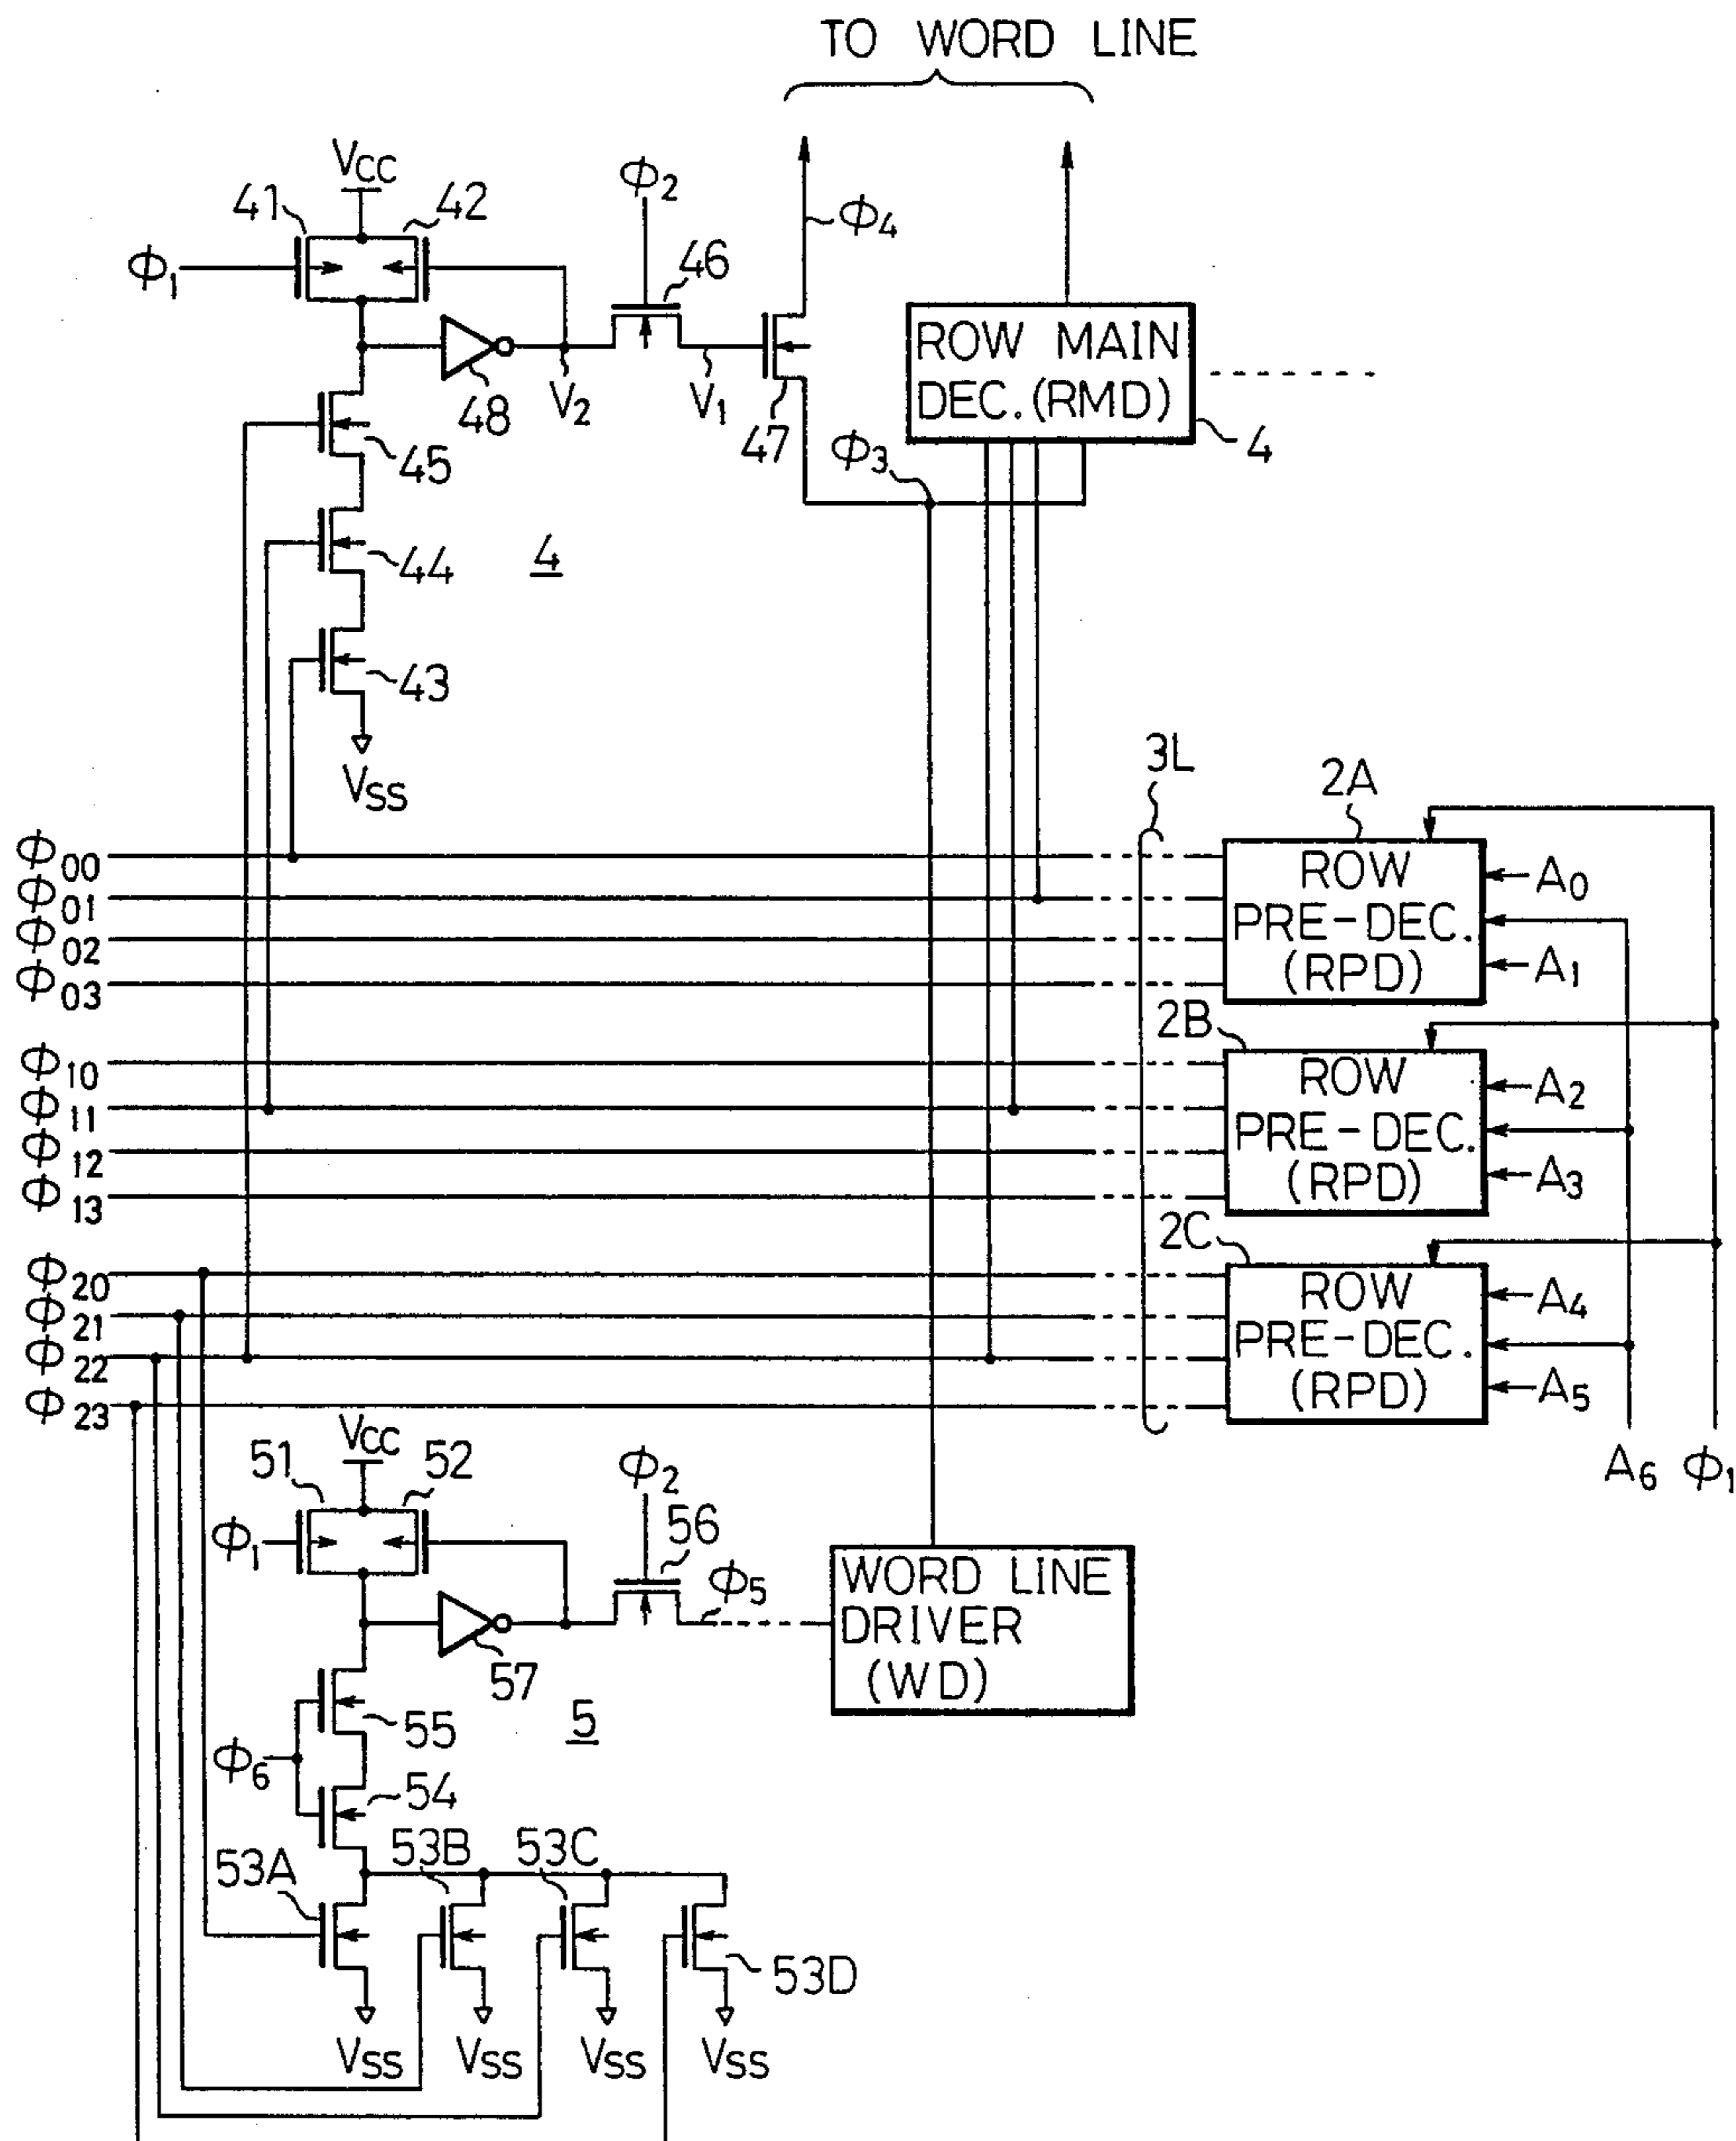 TO WORD LINE
VCC
41
42
Φ2
Φ4
46
Φ1
ROW MAIN
DEC.(RMD)
V2
V1
48
47
4
Φ3
45
44
4
43
VSS
3L
2A
Φ00
Φ01
Φ02
Φ03
ROW
PRE-DEC.
(RPD)
A0
A1
2B
Φ10
Φ11
Φ12
Φ13
ROW
PRE-DEC.
(RPD)
A2
A3
2C
Φ20
Φ21
Φ22
Φ23
ROW
PRE-DEC.
(RPD)
A4
A5
A6
Φ1
VCC
51
52
Φ2
56
Φ1
Φ5
WORD LINE
DRIVER
(WD)
57
55
5
Φ6
54
53A
53B
53C
53D
VSS
VSS
VSS
VSS